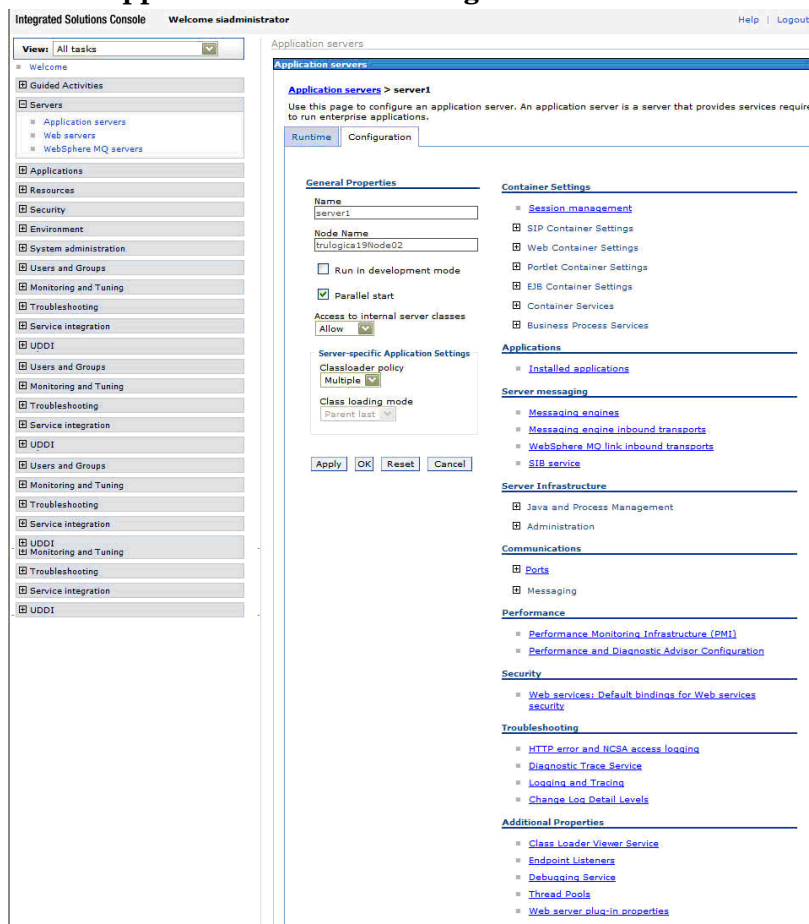 Integrated Solutions Console Welcome siadministrator Help | Logout
View: All tasks
Welcome
Guided Activities
Servers
Application servers
Web servers
WebSphere MQ servers
Applications
Resources
Security
Environment
System administration
Users and Groups
Monitoring and Tuning
Troubleshooting
Service integration
UDDI
Users and Groups
Monitoring and Tuning
Troubleshooting
Service integration
UDDI
Users and Groups
Monitoring and Tuning
Troubleshooting
Service integration
UDDI
Monitoring and Tuning
Troubleshooting
Service integration
UDDI
Application servers
Application servers
Application servers > server1
Use this page to configure an application server. An application server is a server that provides services require
to run enterprise applications.
Runtime Configuration
General Properties
Name
server1
Node Name
trulogica19Node02
Run in development mode
Parallel start
Access to internal server classes
Allow
Server-specific Application Settings
Classloader policy
Multiple
Class loading mode
Parent last
Apply OK Reset Cancel
Container Settings
Session management
SIP Container Settings
Web Container Settings
Portlet Container Settings
EJB Container Settings
Container Services
Business Process Services
Applications
Installed applications
Server messaging
Messaging engines
Messaging engine inbound transports
WebSphere MQ link inbound transports
SIB service
Server Infrastructure
Java and Process Management
Administration
Communications
Ports
Messaging
Performance
Performance Monitoring Infrastructure (PMI)
Performance and Diagnostic Advisor Configuration
Security
Web services: Default bindings for Web services
security
Troubleshooting
HTTP error and NCSA access logging
Diagnostic Trace Service
Logging and Tracing
Change Log Detail Levels
Additional Properties
Class Loader Viewer Service
Endpoint Listeners
Debugging Service
Thread Pools
Web server plug-in properties